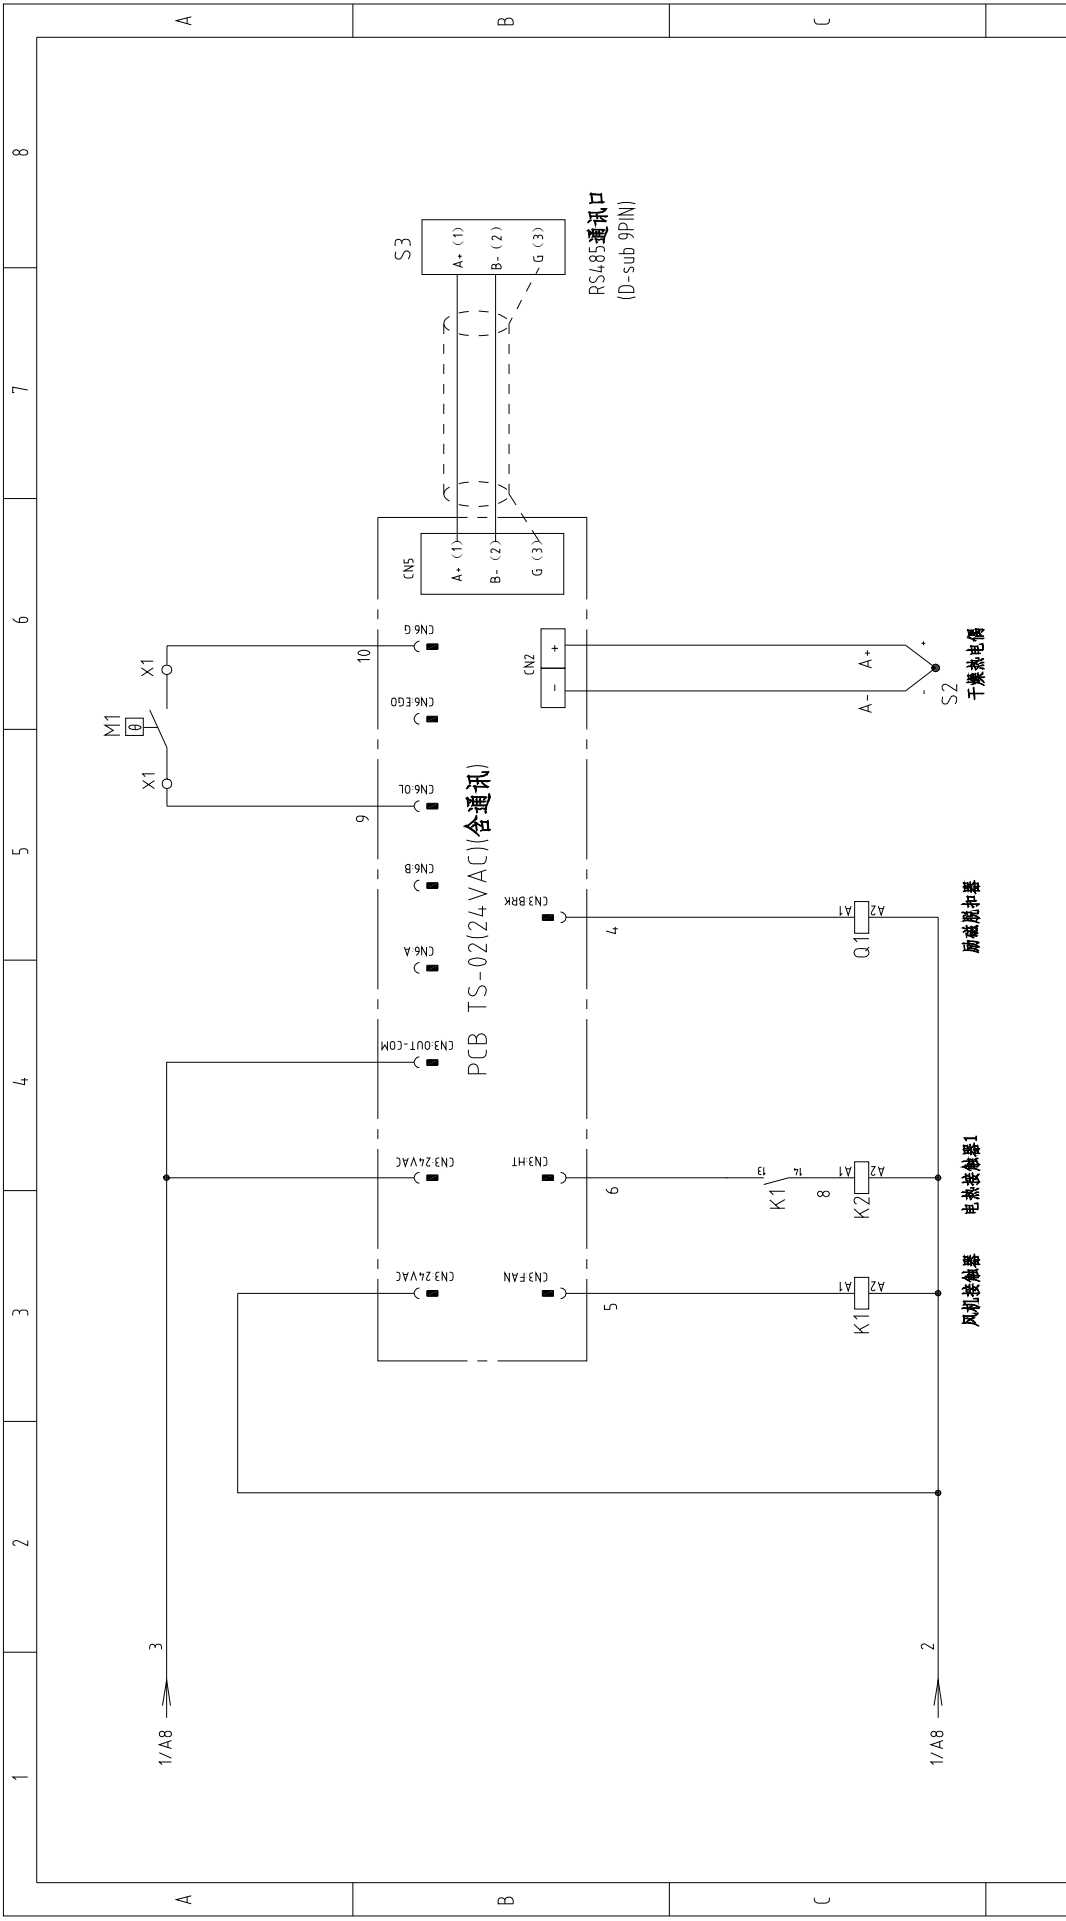 A
B
C
8
7
6
5
4
3
2
1
M1
θ
X1
X1
9
10
S3
A+ (1)
B- (2)
G (3)
RS485通讯口
(D-sub 9PIN)
CN5
A+ (1)
B- (2)
G (3)
CN3:24VAC
CN3:24VAC
CN3:OUT-COM
CN6:A
CN6:B
CN6:OL
CN6:EGO
CN6:G
PCB TS-02(24VAC)(含通讯)
CN3:FAN
CN3:HT
CN3:BRK
CN2
-
+
5
6
4
A-
A+
K1
13
14
8
K1
A1
A2
K2
A1
A2
Q1
A1
A2
-
+
S2
干燥热电偶
风机接触器
电热接触器1
励磁脱扣器
3
1/A8
2
1/A8
A
B
C